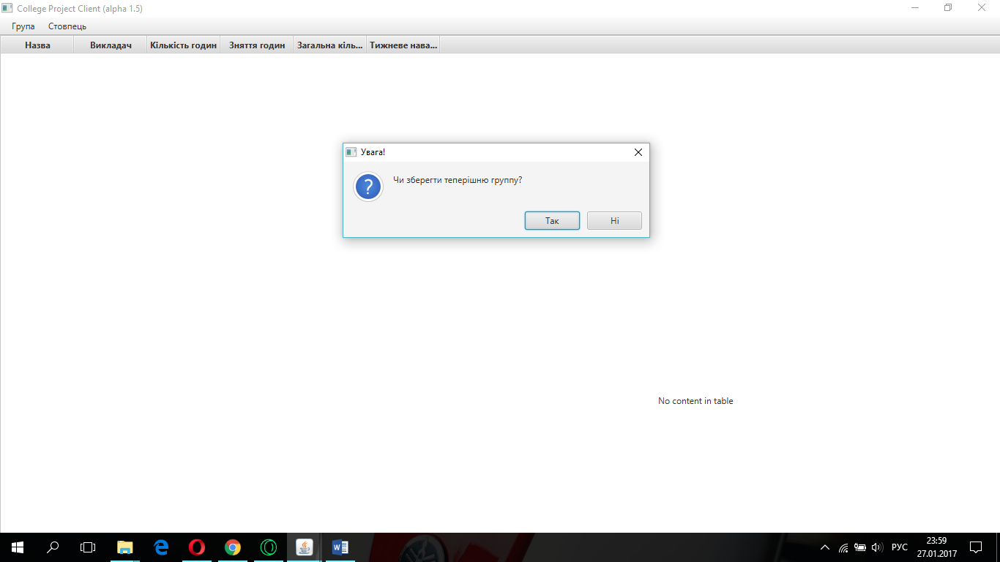 College Project Client (alpha 1.5)
Група Стовпець
Назва Викладач Кількість годин Зняття годин Загальна кіль... Тижневе нава...
Увага!
?
Чи зберегти теперішню группу?
Так Ні
No content in table
W
РУС
23:59
27.01.2017